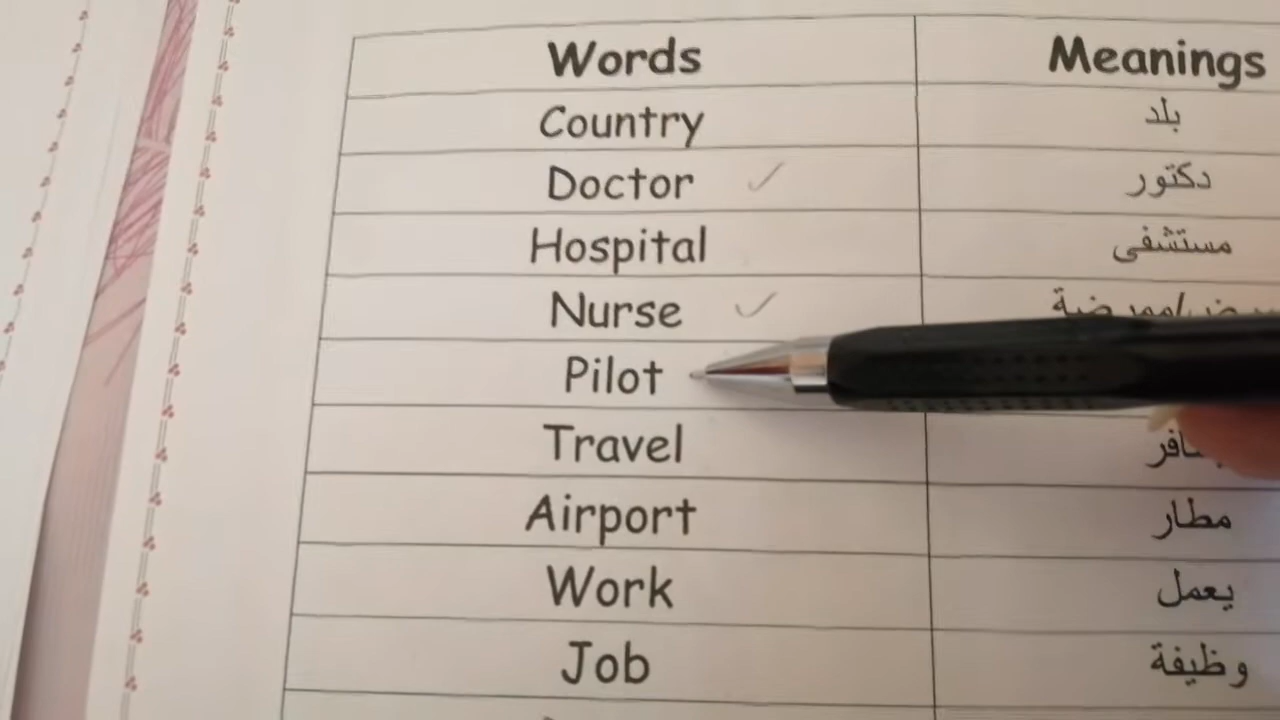 Words Meanings
Country بلد
Doctor دكتور
Hospital مستشفى
Nurse
Pilot
Travel
Airport مطار
Work يعمل
Job وظيفة